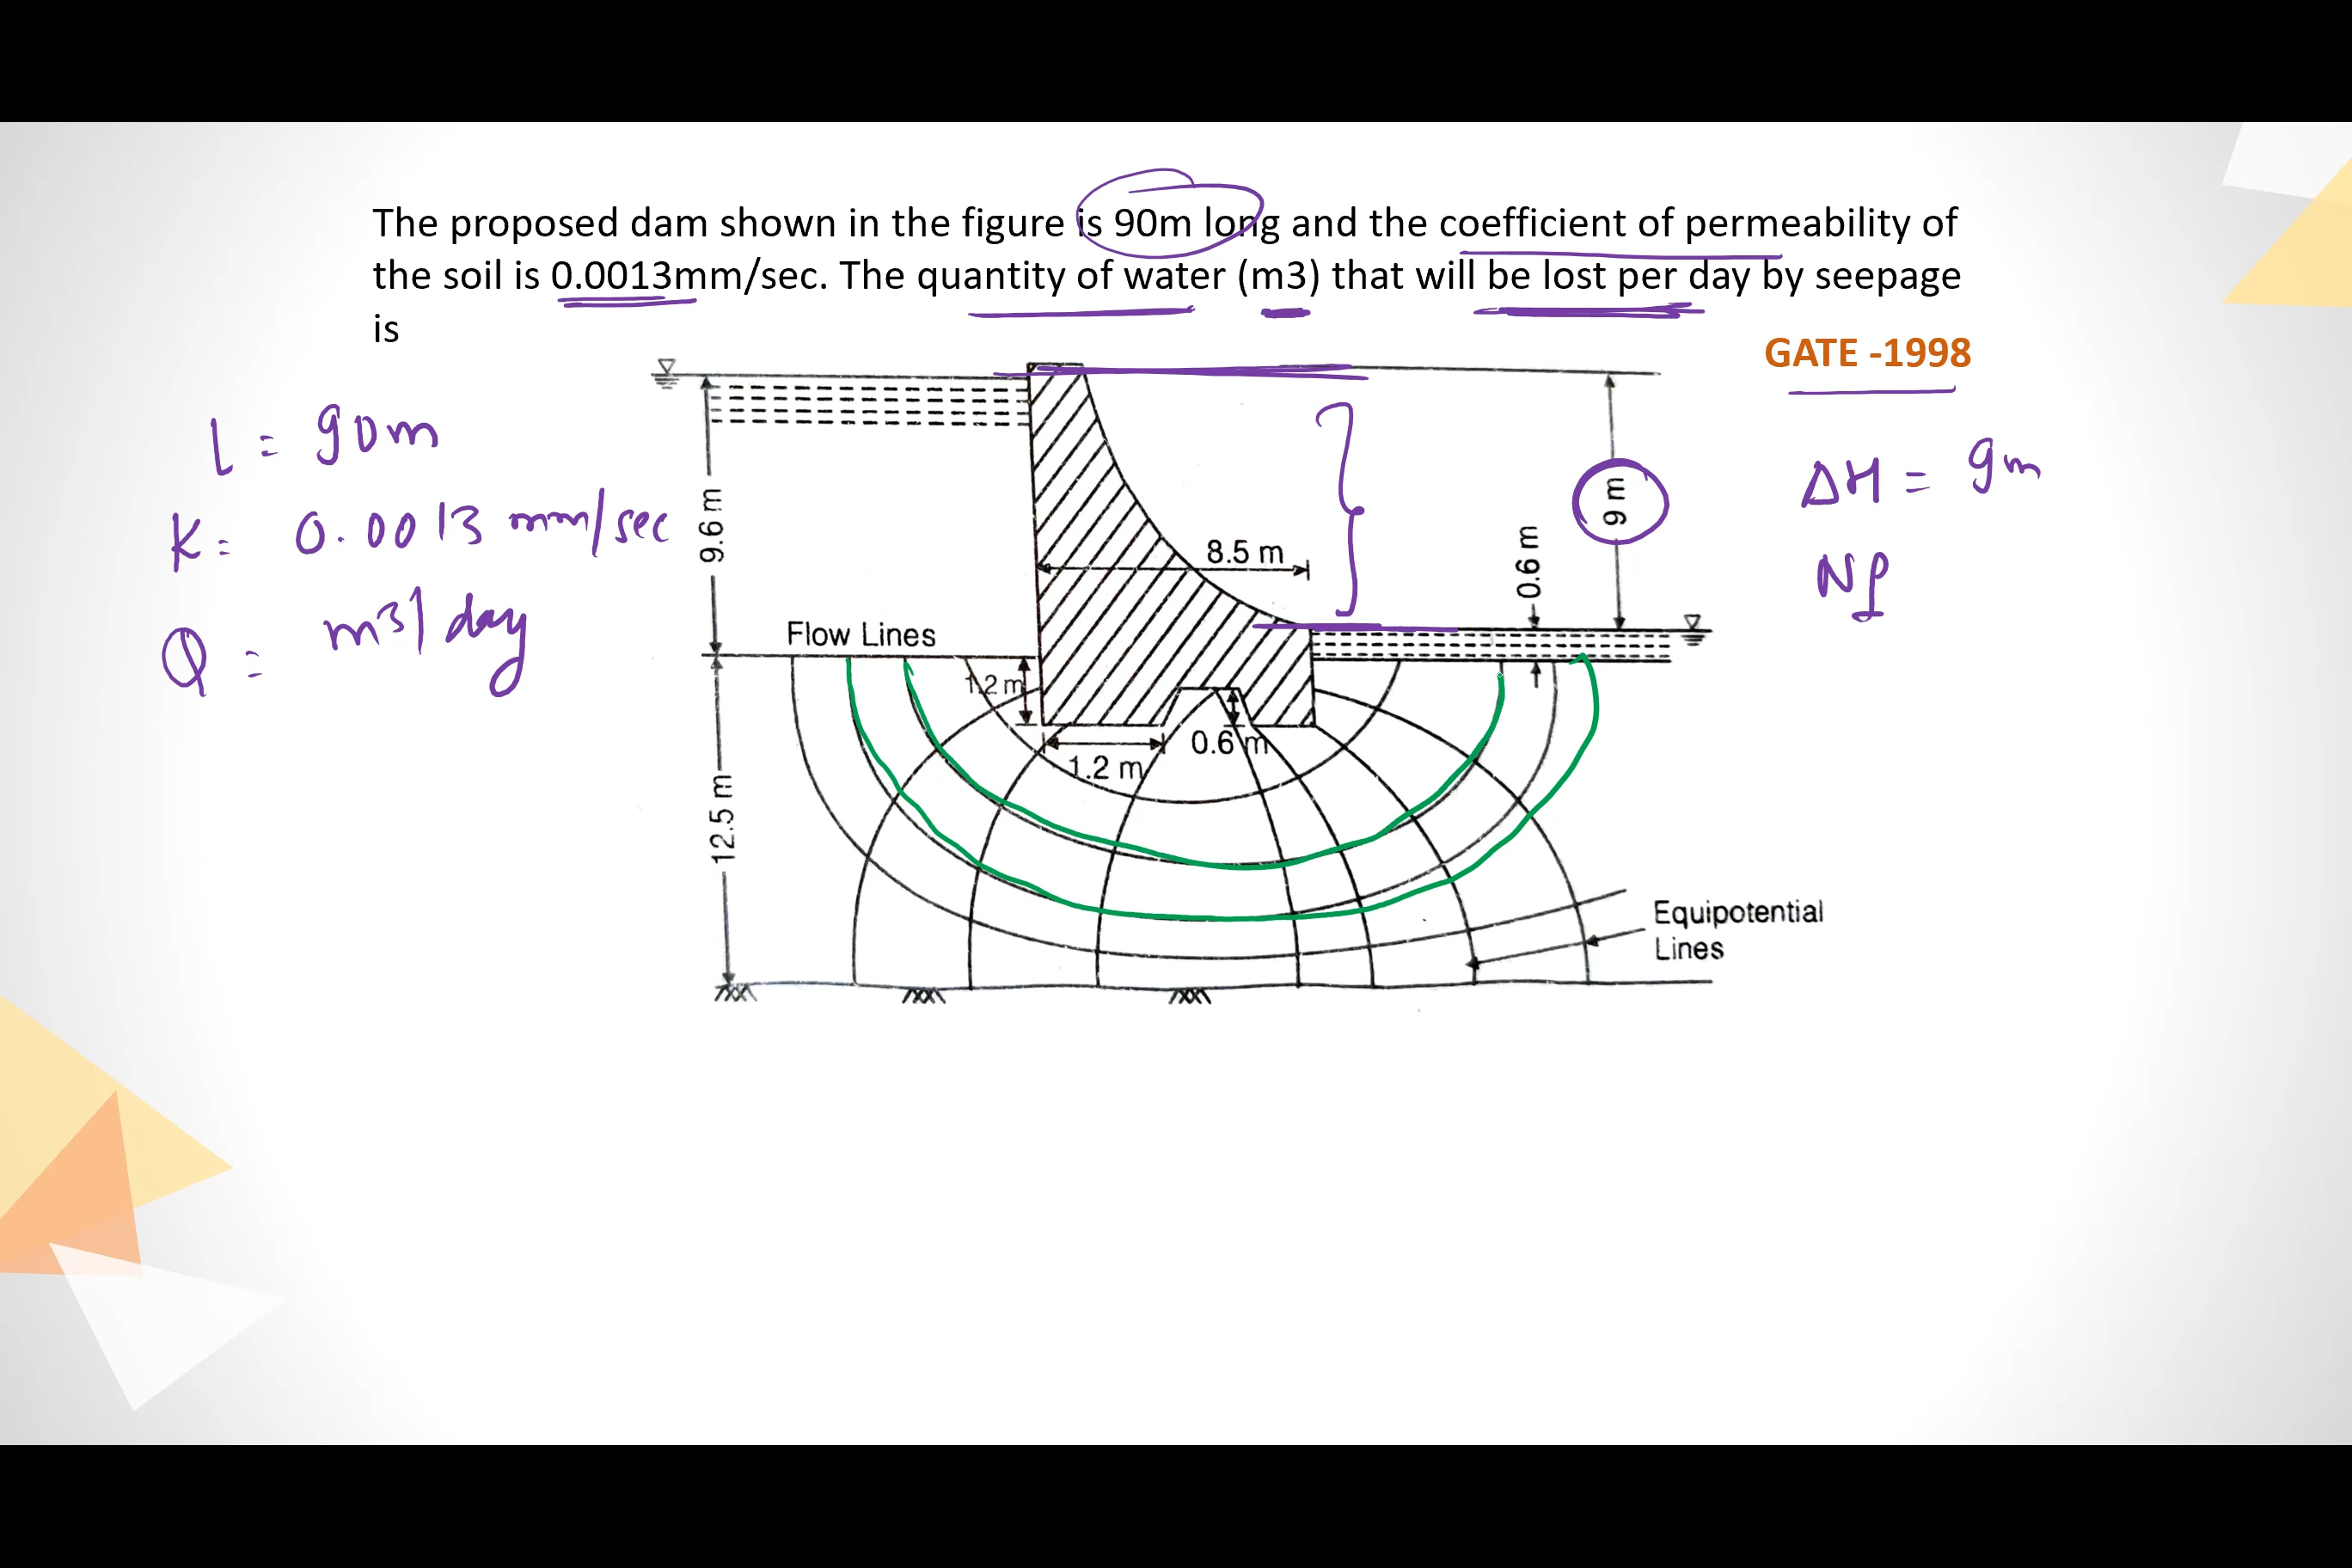 The proposed dam shown in the figure is 90m long and the coefficient of permeability of
the soil is 0.0013mm/sec. The quantity of water (m3) that will be lost per day by seepage
is
GATE -1998
L = 90m
K = 0.0013 mm/sec
Q = m3/day
ΔH = 9m
Nf
9.6 m
8.5 m
0.6 m
9 m
Flow Lines
1.2 m
0.6 m
1.2 m
12.5 m
Equipotential
Lines